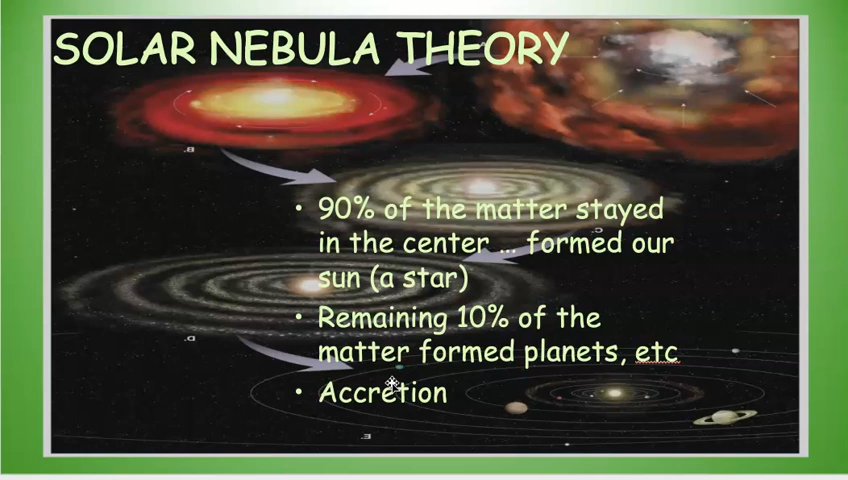 SOLAR NEBULA THEORY
B.
• 90% of the matter stayed
in the center ... formed our
C.
sun (a star)
• Remaining 10% of the
D.
matter formed planets, etc
• Accretion
E.